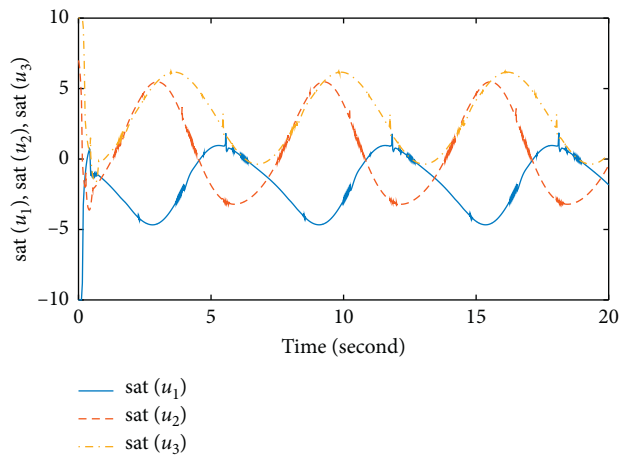 10
5
0
−5
−10
sat (u1), sat (u2), sat (u3)
0
5
10
15
20
Time (second)
sat (u1)
sat (u2)
sat (u3)